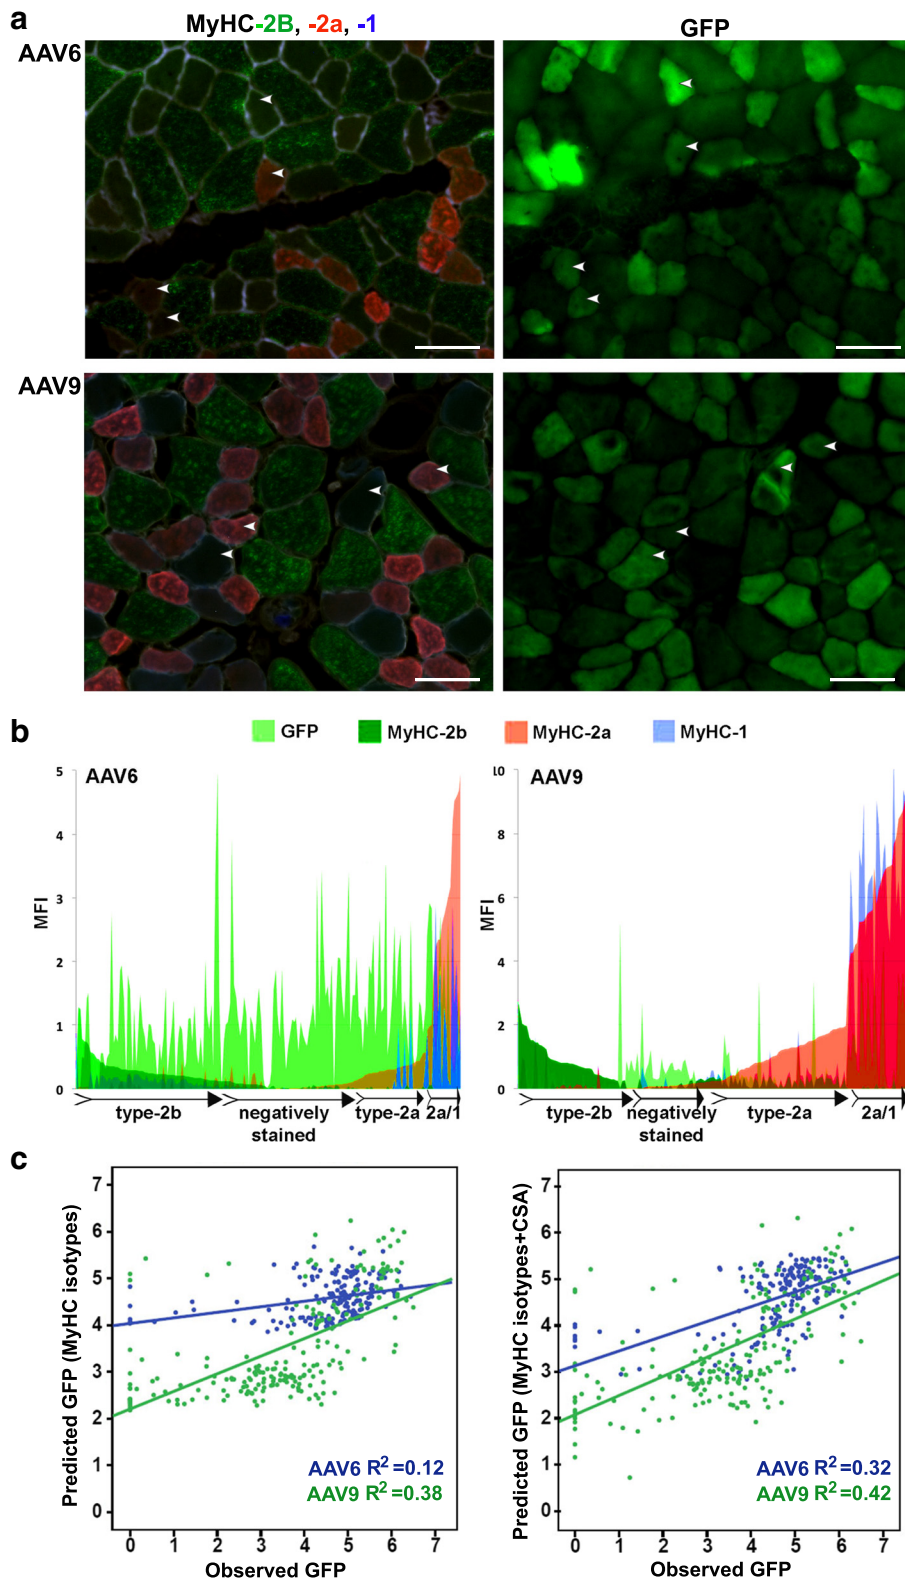 a
MyHC-2B, -2a, -1
GFP
AAV6
AAV9
b
GFP
MyHC-2b
MyHC-2a
MyHC-1
AAV6
MFI
5
4
3
2
1
0
type-2b
negatively
stained
type-2a
2a/1
AAV9
MFI
10
8
6
4
2
0
type-2b
negatively
stained
type-2a
2a/1
c
Predicted GFP (MyHC isotypes)
7
6
5
4
3
2
1
0
AAV6 R2=0.12
AAV9 R2=0.38
0 1 2 3 4 5 6 7
Observed GFP
Predicted GFP (MyHC isotypes+CSA)
7
6
5
4
3
2
1
0
AAV6 R2=0.32
AAV9 R2=0.42
0 1 2 3 4 5 6 7
Observed GFP